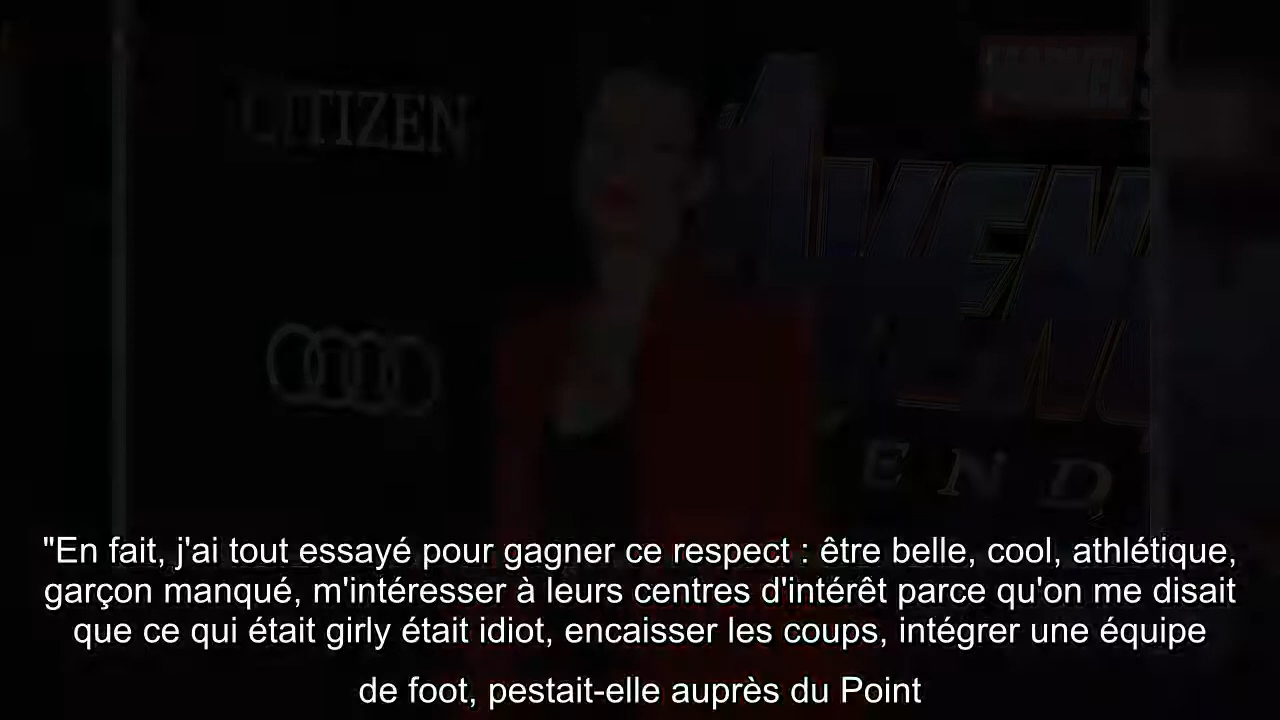 CITIZEN
AVEN
END
"En fait, j'ai tout essayé pour gagner ce respect : être belle, cool, athlétique,
garçon manqué, m'intéresser à leurs centres d'intérêt parce qu'on me disait
que ce qui était girly était idiot, encaisser les coups, intégrer une équipe
de foot, pestait-elle auprès du Point